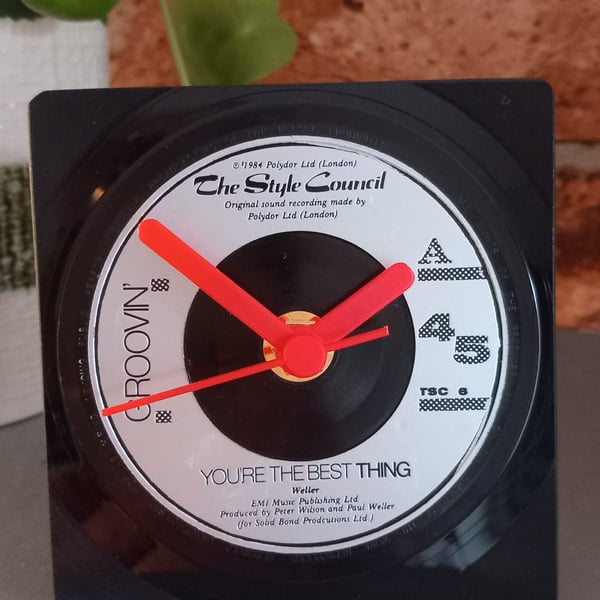 ℗ 1984 Polydor Ltd (London)
The Style Council
Original sound recording made by
Polydor Ltd (London)
A
45
TSC 6
GROOVIN'
YOU'RE THE BEST THING
Weller
EMI Music Publishing Ltd
Produced by Peter Wilson and Paul Weller
(for Solid Bond Prodcutions Ltd.)